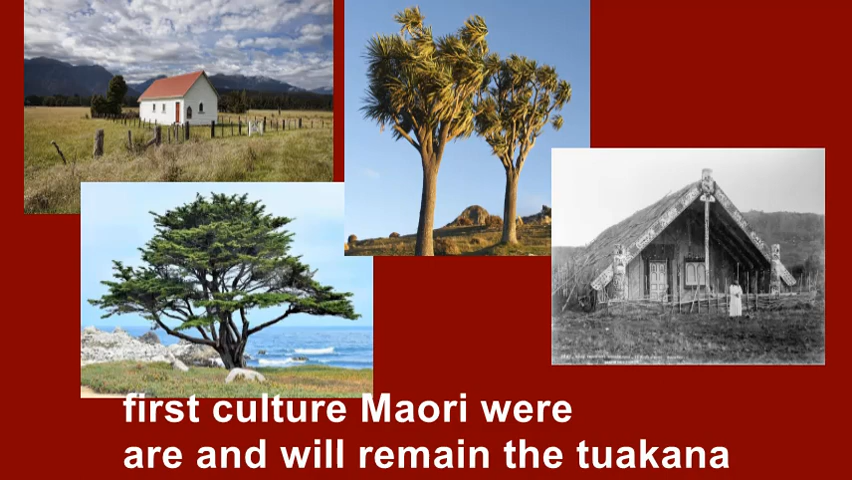 first culture Maori were
are and will remain the tuakana